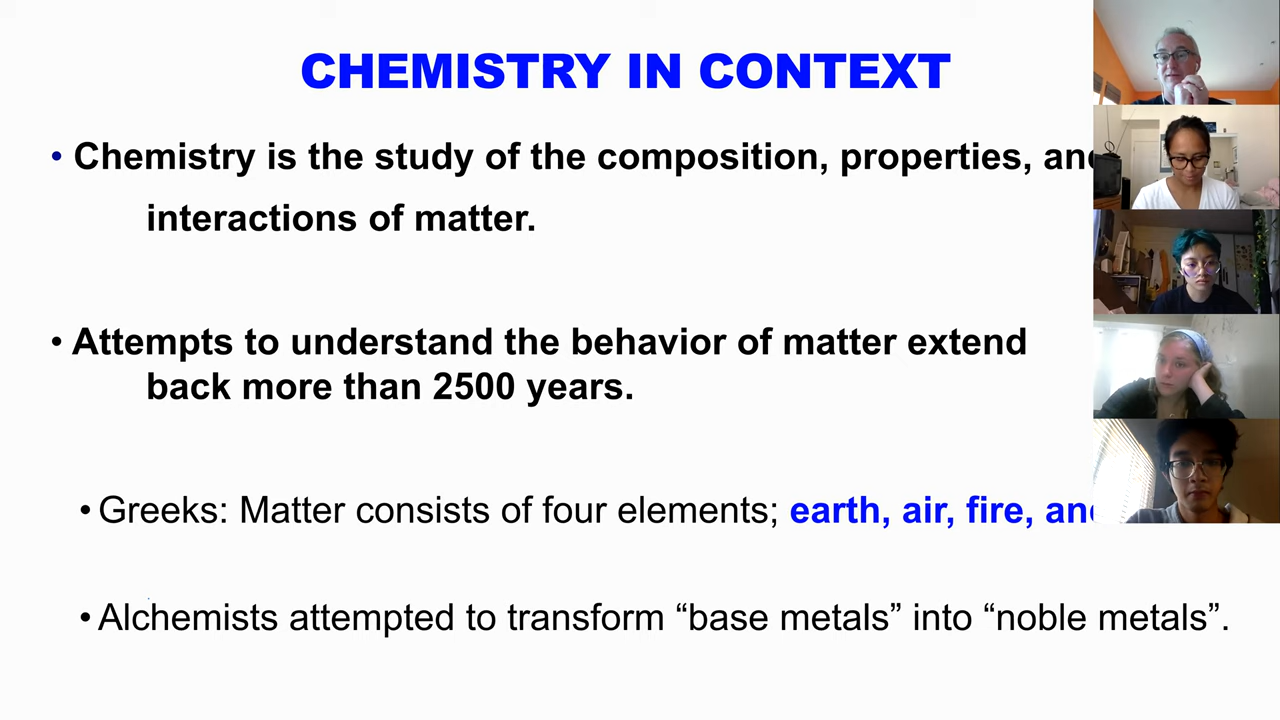 CHEMISTRY IN CONTEXT
• Chemistry is the study of the composition, properties, and
interactions of matter.
• Attempts to understand the behavior of matter extend
back more than 2500 years.
• Greeks: Matter consists of four elements; earth, air, fire, and
• Alchemists attempted to transform “base metals” into “noble metals”.